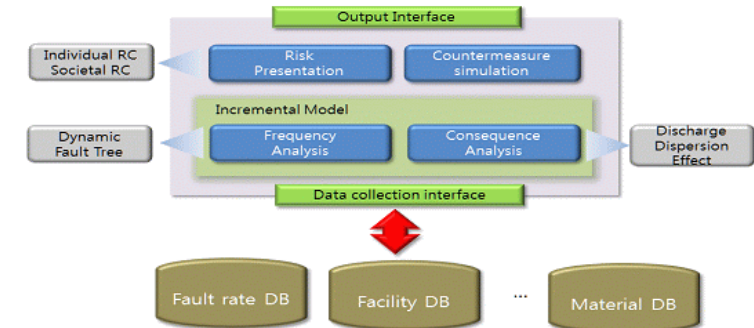 Output Interface
Individual RC
Societal RC
Risk
Presentation
Countermeasure
simulation
Incremental Model
Dynamic
Fault Tree
Frequency
Analysis
Consequence
Analysis
Discharge
Dispersion
Effect
Data collection interface
Fault rate DB
Facility DB
...
Material DB